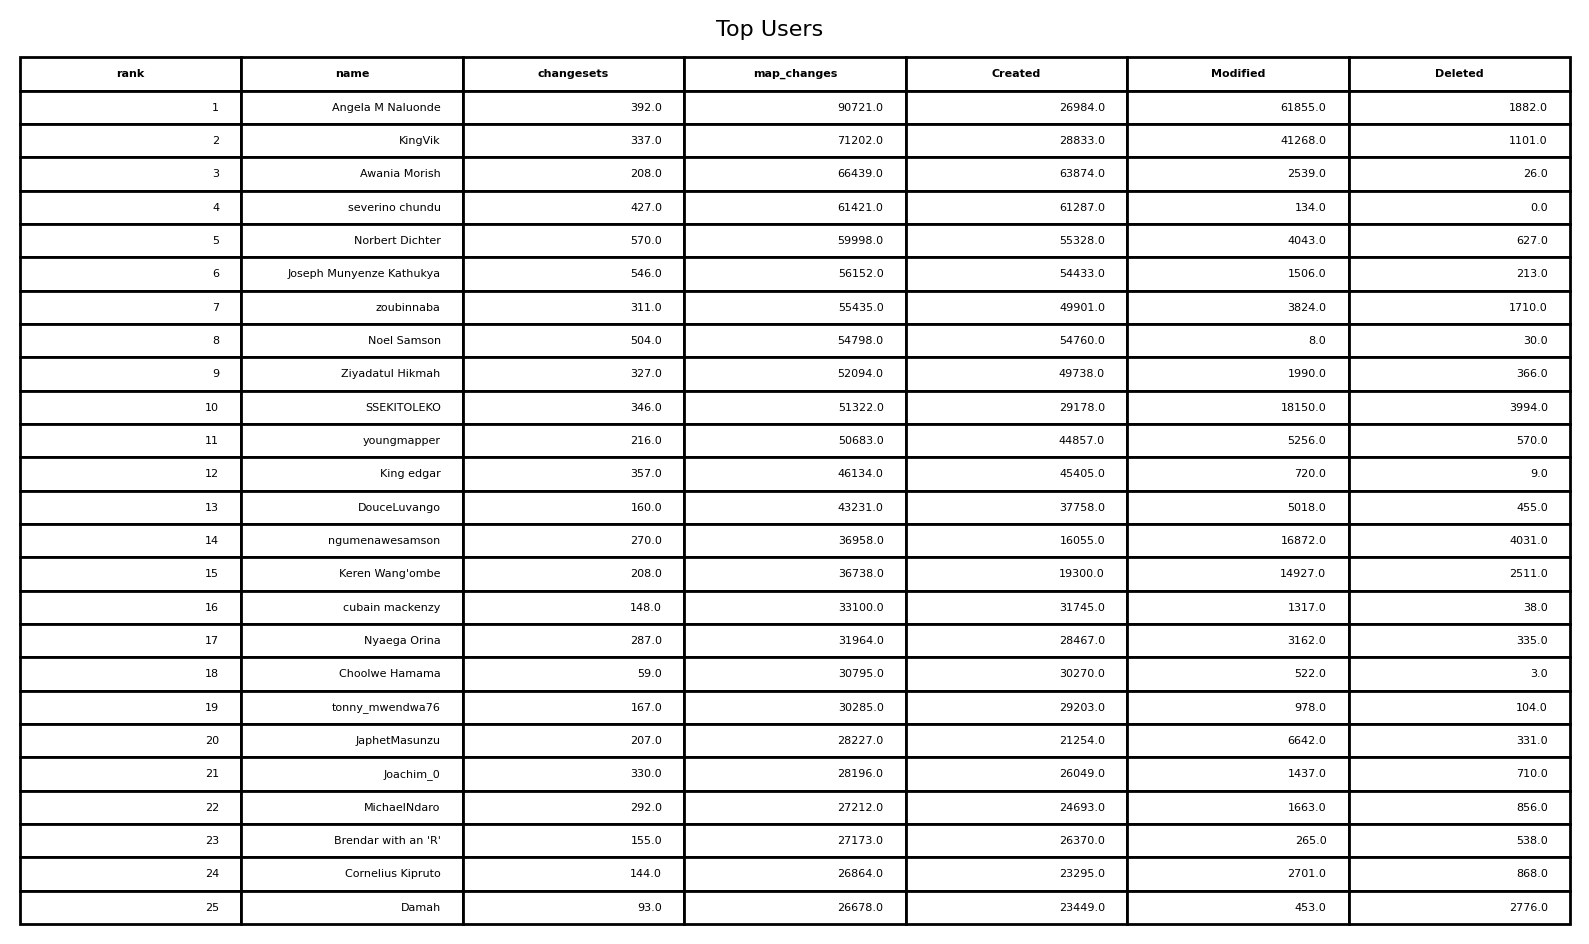 Top Users
rank name changesets map_changes Created Modified Deleted
1 Angela M Naluonde 392.0 90721.0 26984.0 61855.0 1882.0
2 KingVik 337.0 71202.0 28833.0 41268.0 1101.0
3 Awania Morish 208.0 66439.0 63874.0 2539.0 26.0
4 severino chundu 427.0 61421.0 61287.0 134.0 0.0
5 Norbert Dichter 570.0 59998.0 55328.0 4043.0 627.0
6 Joseph Munyenze Kathukya 546.0 56152.0 54433.0 1506.0 213.0
7 zoubinnaba 311.0 55435.0 49901.0 3824.0 1710.0
8 Noel Samson 504.0 54798.0 54760.0 8.0 30.0
9 Ziyadatul Hikmah 327.0 52094.0 49738.0 1990.0 366.0
10 SSEKITOLEKO 346.0 51322.0 29178.0 18150.0 3994.0
11 youngmapper 216.0 50683.0 44857.0 5256.0 570.0
12 King edgar 357.0 46134.0 45405.0 720.0 9.0
13 DouceLuvango 160.0 43231.0 37758.0 5018.0 455.0
14 ngumenawesamson 270.0 36958.0 16055.0 16872.0 4031.0
15 Keren Wang'ombe 208.0 36738.0 19300.0 14927.0 2511.0
16 cubain mackenzy 148.0 33100.0 31745.0 1317.0 38.0
17 Nyaega Orina 287.0 31964.0 28467.0 3162.0 335.0
18 Choolwe Hamama 59.0 30795.0 30270.0 522.0 3.0
19 tonny_mwendwa76 167.0 30285.0 29203.0 978.0 104.0
20 JaphetMasunzu 207.0 28227.0 21254.0 6642.0 331.0
21 Joachim_0 330.0 28196.0 26049.0 1437.0 710.0
22 MichaelNdaro 292.0 27212.0 24693.0 1663.0 856.0
23 Brendar with an 'R' 155.0 27173.0 26370.0 265.0 538.0
24 Cornelius Kipruto 144.0 26864.0 23295.0 2701.0 868.0
25 Damah 93.0 26678.0 23449.0 453.0 2776.0